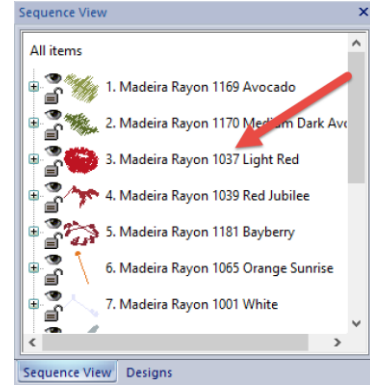 Sequence View
All items
1. Madeira Rayon 1169 Avocado
2. Madeira Rayon 1170 Medium Dark Avo
3. Madeira Rayon 1037 Light Red
4. Madeira Rayon 1039 Red Jubilee
5. Madeira Rayon 1181 Bayberry
6. Madeira Rayon 1065 Orange Sunrise
7. Madeira Rayon 1001 White
Sequence View Designs